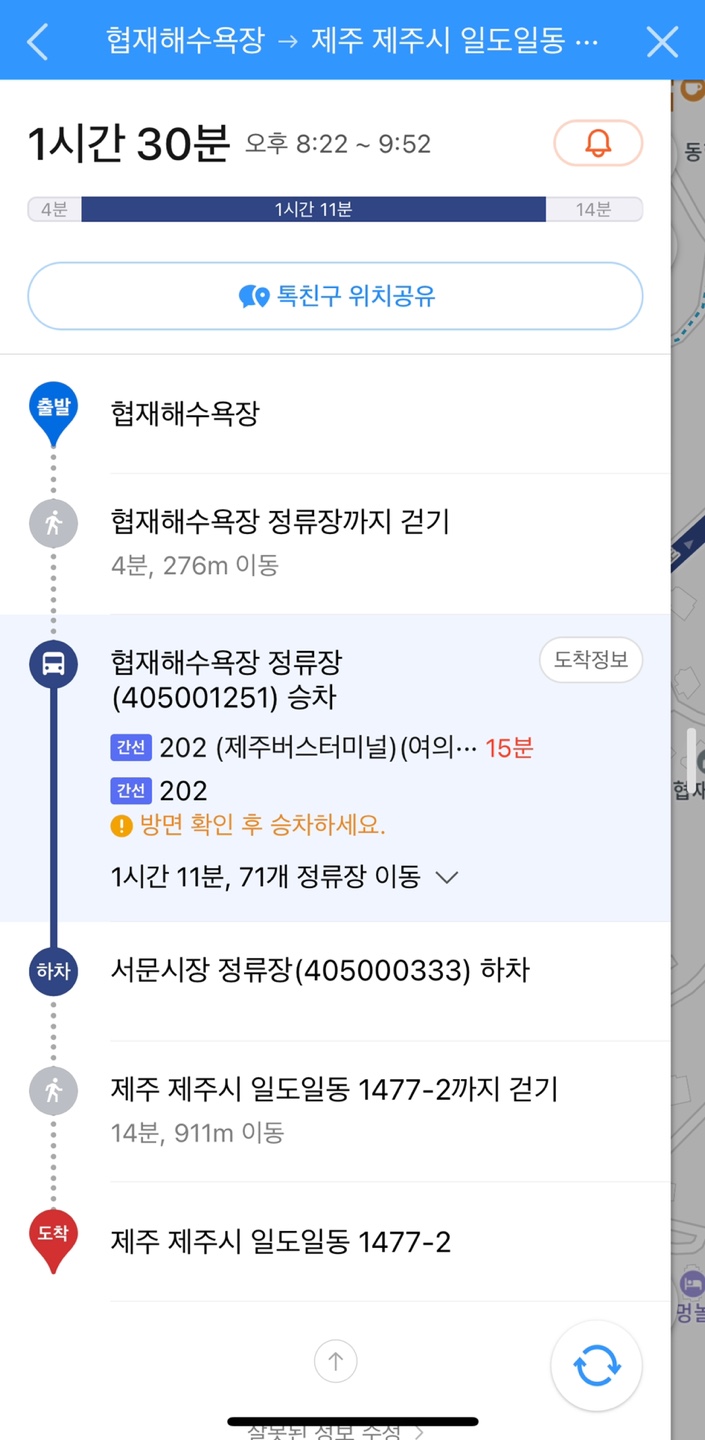 협재해수욕장 → 제주 제주시 일도일동 ···
1시간 30분 오후 8:22 ~ 9:52
4분 1시간 11분 14분
톡친구 위치공유
출발 협재해수욕장
협재해수욕장 정류장까지 걷기
4분, 276m 이동
협재해수욕장 정류장
(405001251) 승차
도착정보
간선 202 (제주버스터미널)(여의··· 15분
간선 202
방면 확인 후 승차하세요.
1시간 11분, 71개 정류장 이동
하차 서문시장 정류장(405000333) 하차
제주 제주시 일도일동 1477-2까지 걷기
14분, 911m 이동
도착 제주 제주시 일도일동 1477-2
잘못된 정보 수정
동
협재
멍놀